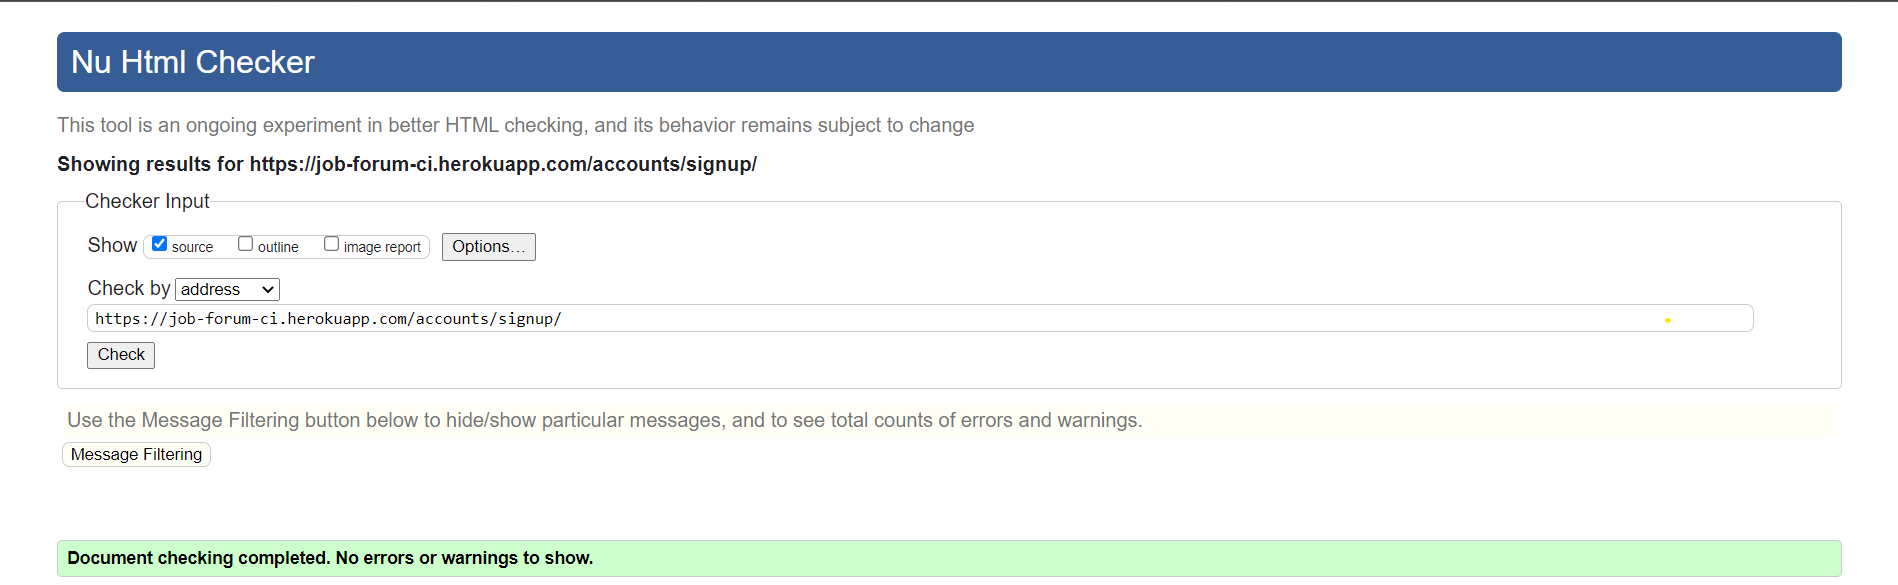 Nu Html Checker
This tool is an ongoing experiment in better HTML checking, and its behavior remains subject to change
Showing results for https://job-forum-ci.herokuapp.com/accounts/signup/
Checker Input
Show source outline image report Options...
Check by address
https://job-forum-ci.herokuapp.com/accounts/signup/
Check
Use the Message Filtering button below to hide/show particular messages, and to see total counts of errors and warnings.
Message Filtering
Document checking completed. No errors or warnings to show.